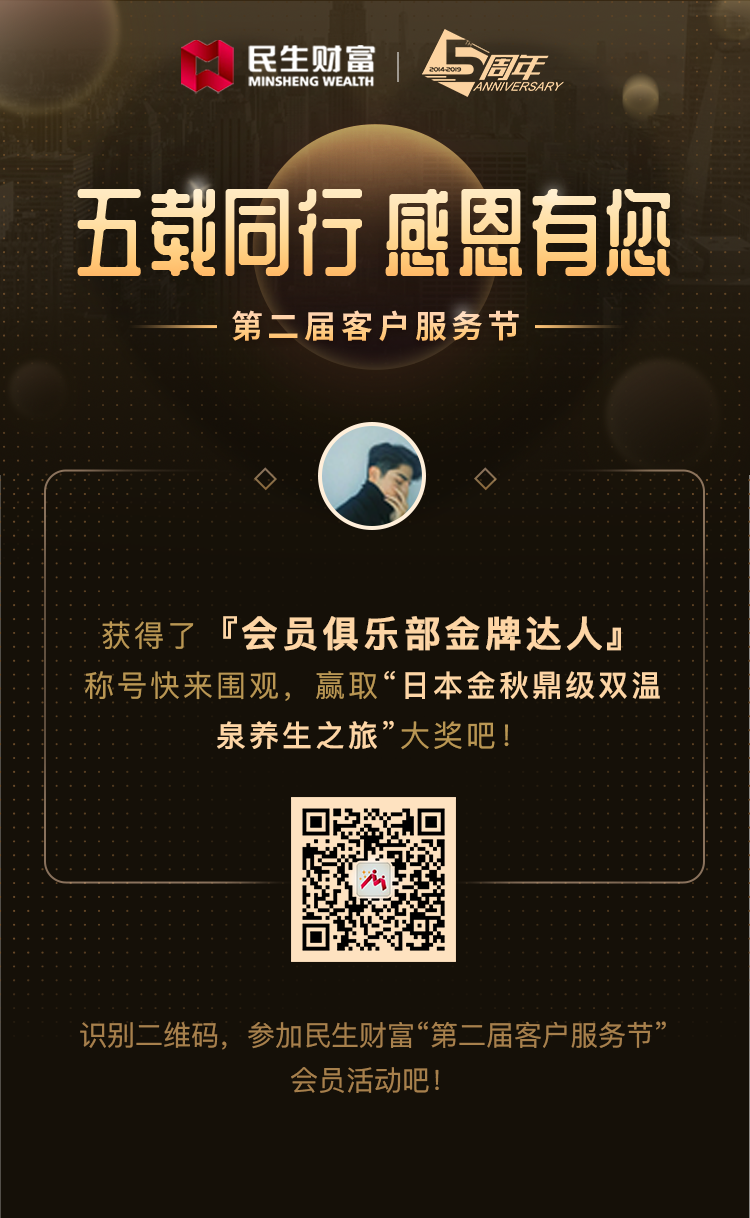 民生财富
MINSHENG WEALTH
5周年
2014-2019
ANNIVERSARY
五载同行 感恩有您
第二届客户服务节
获得了『会员俱乐部金牌达人』
称号快来围观，赢取“日本金秋鼎级双温
泉养生之旅”大奖吧！
识别二维码，参加民生财富“第二届客户服务节”
会员活动吧！